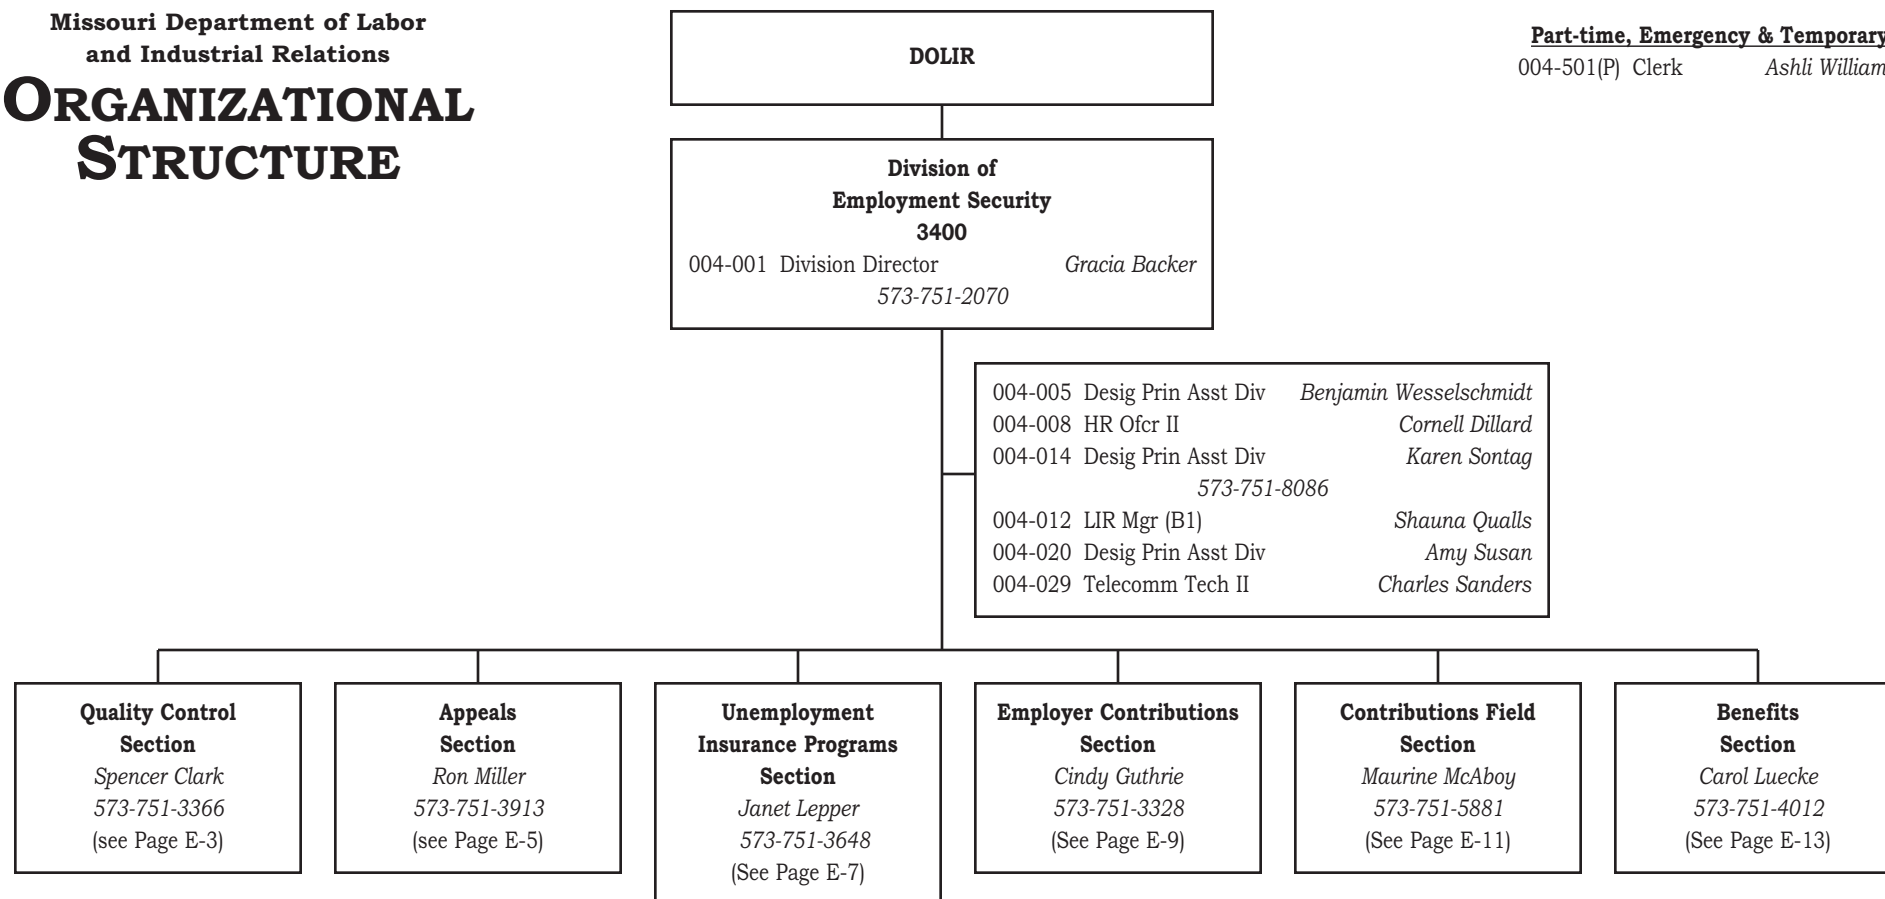 Missouri Department of Labor
and Industrial Relations
ORGANIZATIONAL
STRUCTURE
DOLIR
Part-time, Emergency & Temporary
004-501(P) Clerk Ashli William
Division of
Employment Security
3400
004-001 Division Director Gracia Backer
573-751-2070
004-005 Desig Prin Asst Div Benjamin Wesselschmidt
004-008 HR Ofcr II Cornell Dillard
004-014 Desig Prin Asst Div Karen Sontag
573-751-8086
004-012 LIR Mgr (B1) Shauna Qualls
004-020 Desig Prin Asst Div Amy Susan
004-029 Telecomm Tech II Charles Sanders
Quality Control
Section
Spencer Clark
573-751-3366
(see Page E-3)
Appeals
Section
Ron Miller
573-751-3913
(see Page E-5)
Unemployment
Insurance Programs
Section
Janet Lepper
573-751-3648
(See Page E-7)
Employer Contributions
Section
Cindy Guthrie
573-751-3328
(See Page E-9)
Contributions Field
Section
Maurine McAboy
573-751-5881
(See Page E-11)
Benefits
Section
Carol Luecke
573-751-4012
(See Page E-13)